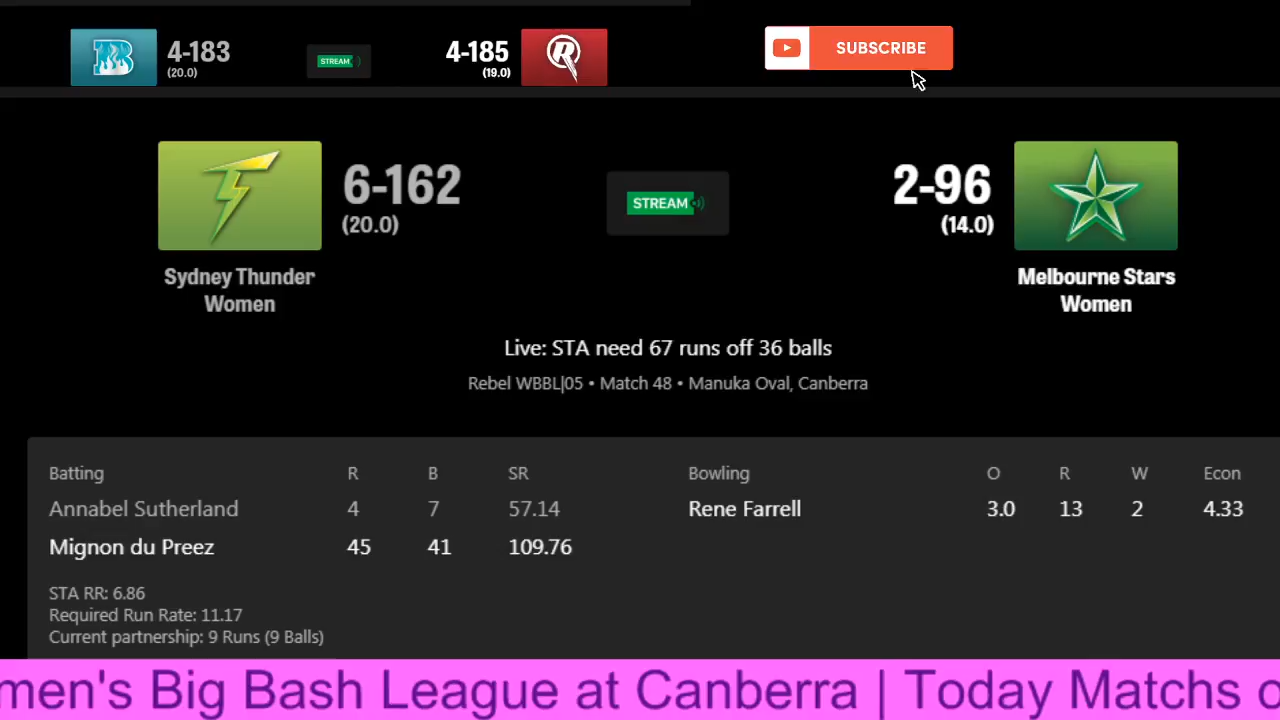 B 4-183 STREAM 4-185 R SUBSCRIBE
(20.0) (19.0)
6-162 STREAM 2-96
(20.0) (14.0)
Sydney Thunder Women
Melbourne Stars Women
Live: STA need 67 runs off 36 balls
Rebel WBBL|05 • Match 48 • Manuka Oval, Canberra
Batting R B SR Bowling O R W Econ
Annabel Sutherland 4 7 57.14 Rene Farrell 3.0 13 2 4.33
Mignon du Preez 45 41 109.76
STA RR: 6.86
Required Run Rate: 11.17
Current partnership: 9 Runs (9 Balls)
men's Big Bash League at Canberra | Today Matchs o